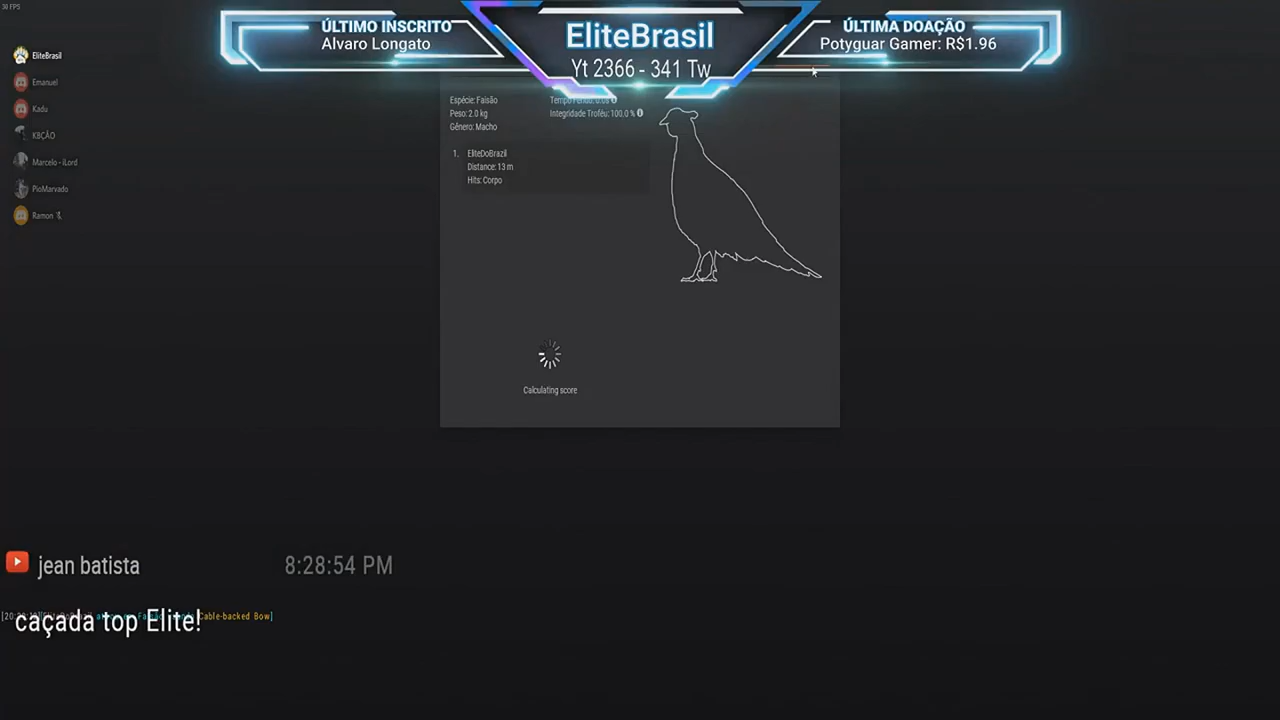 30 FPS
ÚLTIMO INSCRITO
Alvaro Longato
EliteBrasil
Yt 2366 - 341 Tw
ÚLTIMA DOAÇÃO
Potyguar Gamer: R$1.96
EliteBrasil
Emanuel
Kadu
KBÇÃO
Marcelo - iLord
PioMarvado
Ramon
Espécie: Faisão
Peso: 2.0 kg
Gênero: Macho
Integridade Troféu: 100.0 %
1. EliteDoBrazil
Distance: 13 m
Hits: Corpo
Calculating score
jean batista
8:28:54 PM
Cable-backed Bow]
caçada top Elite!